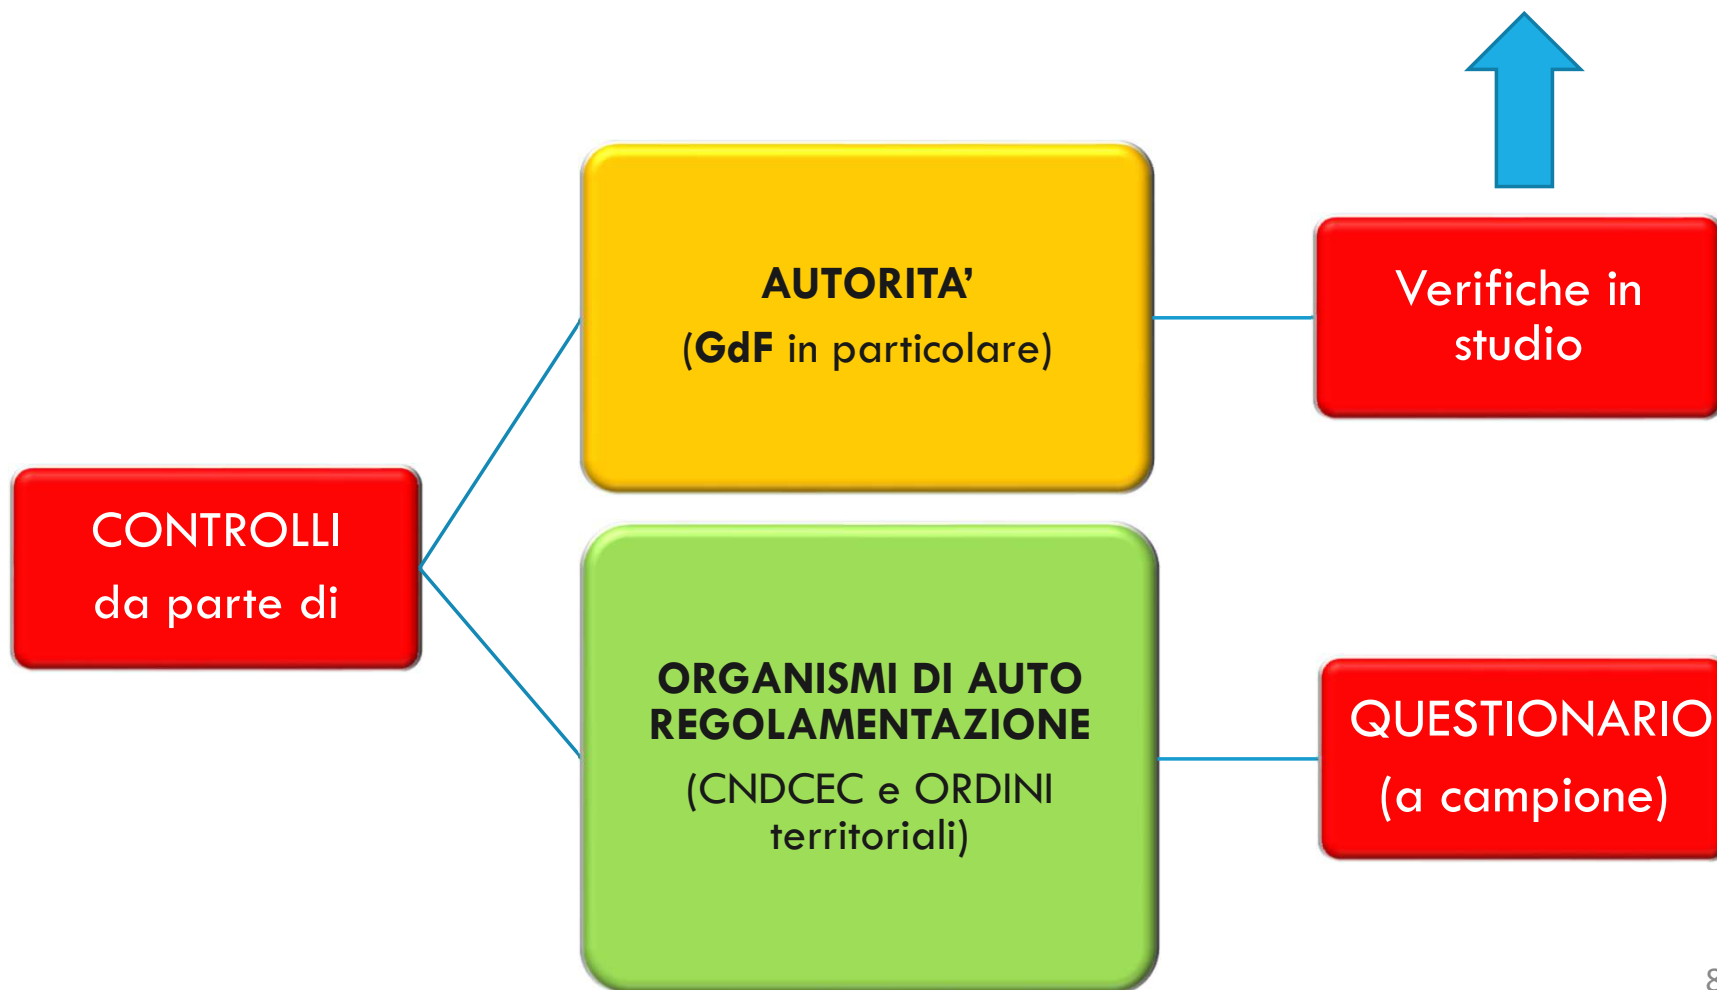 CONTROLLI
da parte di
AUTORITA’
(GdF in particolare)
Verifiche in
studio
ORGANISMI DI AUTO
REGOLAMENTAZIONE
(CNDCEC e ORDINI
territoriali)
QUESTIONARIO
(a campione)
8